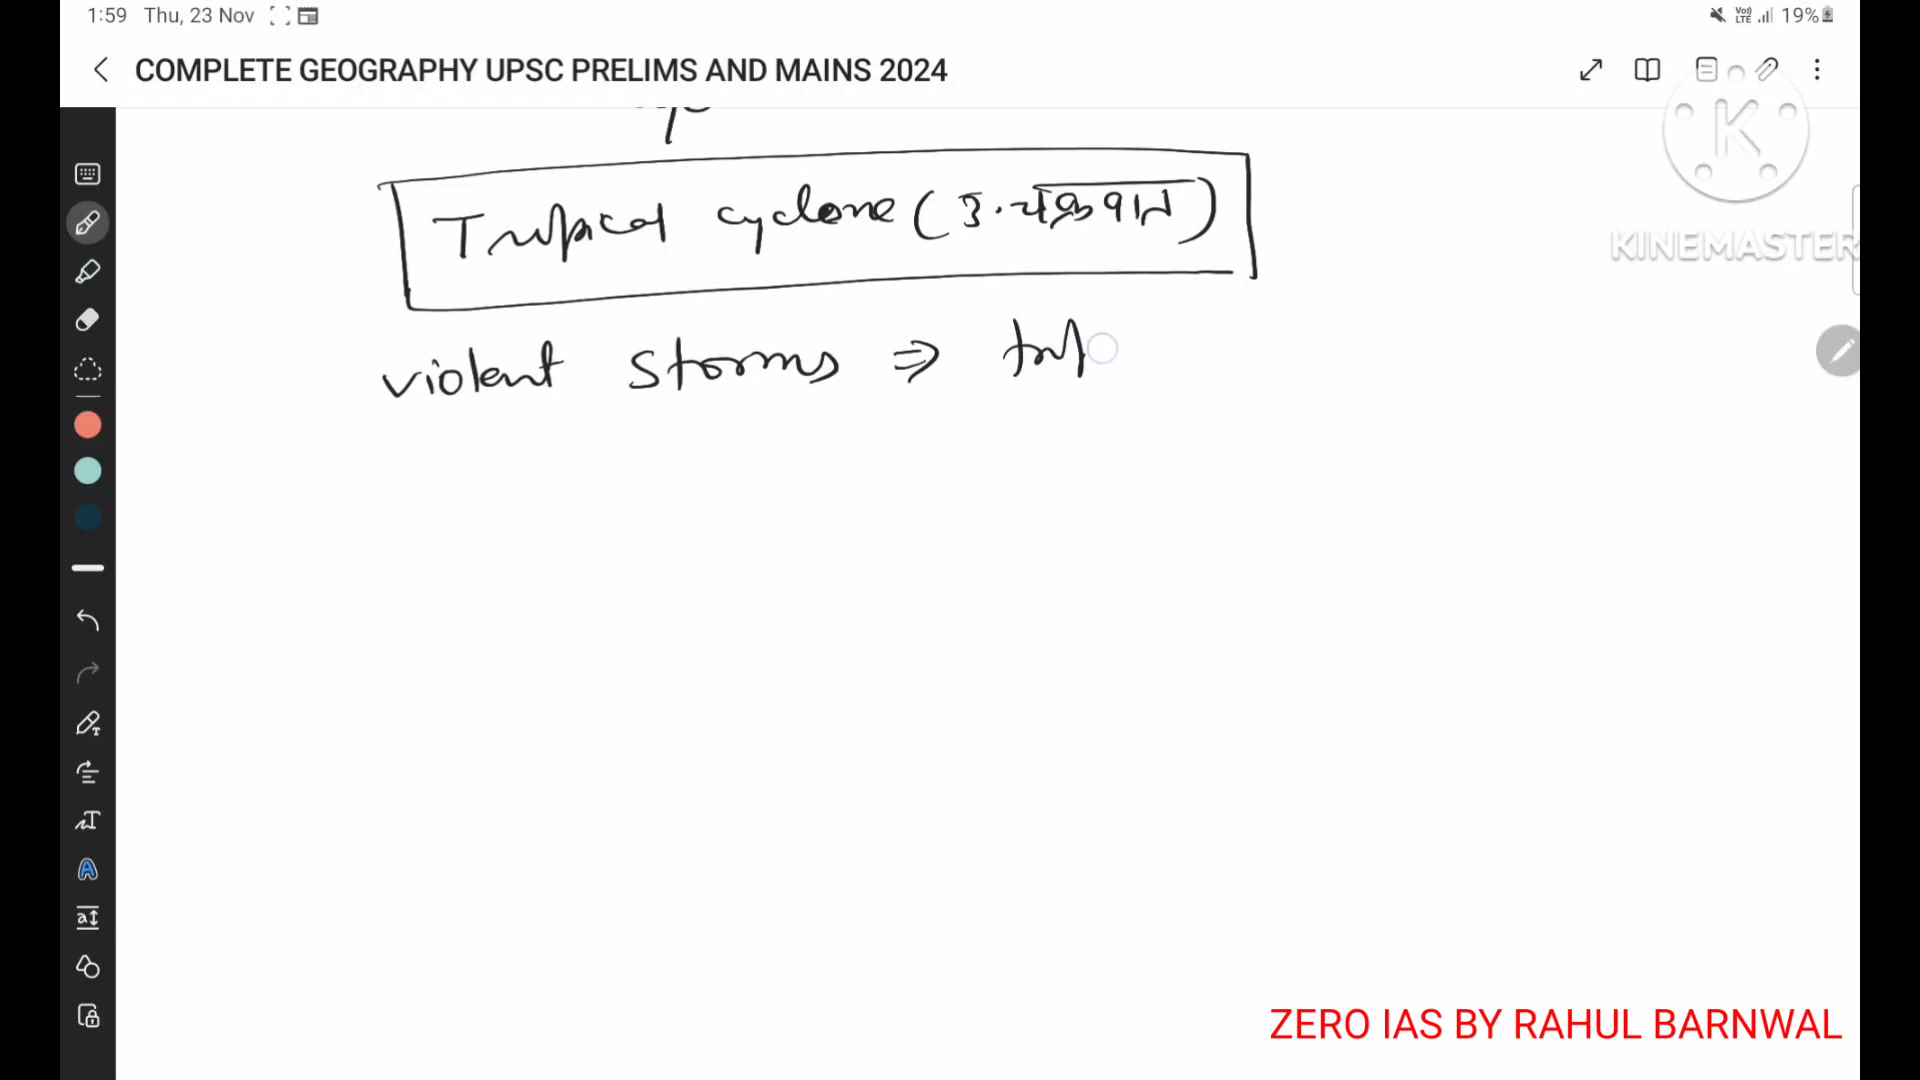 1:59 Thu, 23 Nov
19%
COMPLETE GEOGRAPHY UPSC PRELIMS AND MAINS 2024
K
KINEMASTER
Tropical cyclone (उ. चक्रवात)
violent storms ⇒
ZERO IAS BY RAHUL BARNWAL